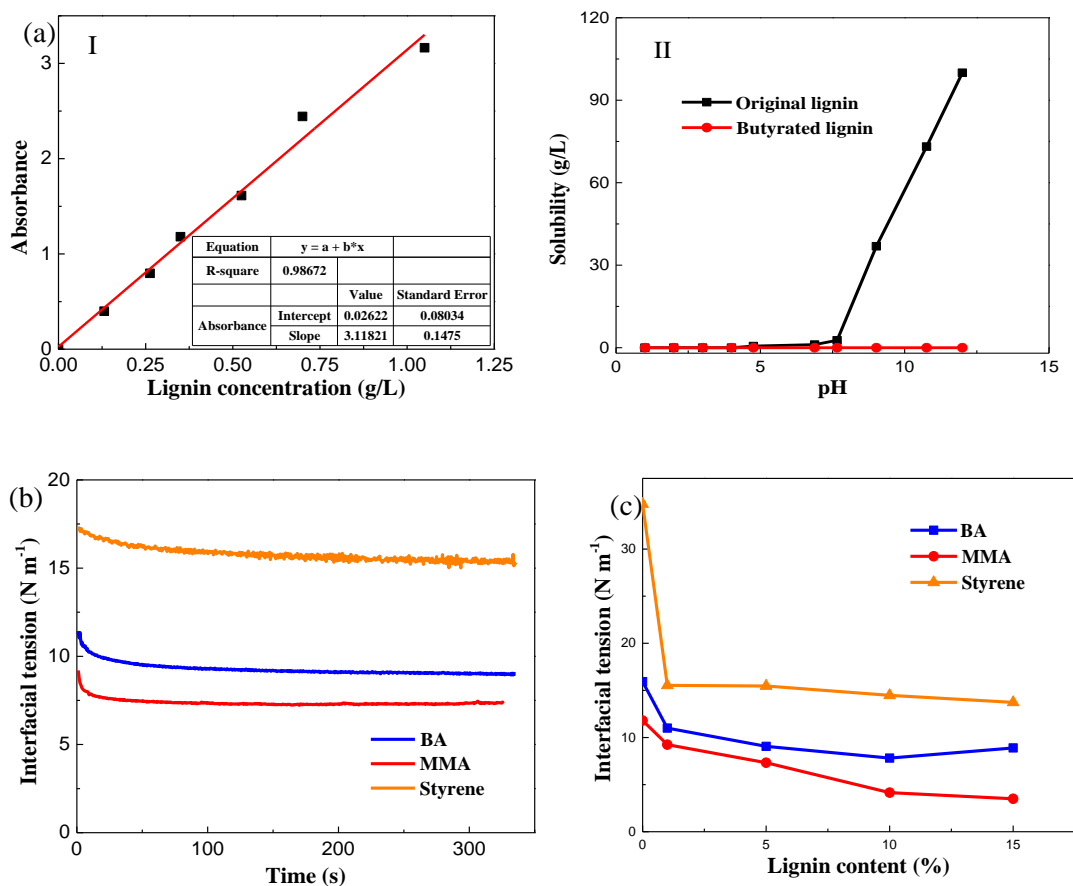 (a)
I
Absorbance
3
2
1
0
0.00
0.25
0.50
0.75
1.00
1.25
Lignin concentration (g/L)
Equation y = a + b*x
R-square 0.98672
Value Standard Error
Absorbance Intercept 0.02622 0.08034
Slope 3.11821 0.1475
II
Solubility (g/L)
120
90
60
30
0
0
5
10
15
pH
Original lignin
Butyrated lignin
(b)
Interfacial tension (N m-1)
20
15
10
5
0
0
100
200
300
Time (s)
BA
MMA
Styrene
(c)
Interfacial tension (N m-1)
30
20
10
0
0
5
10
15
Lignin content (%)
BA
MMA
Styrene